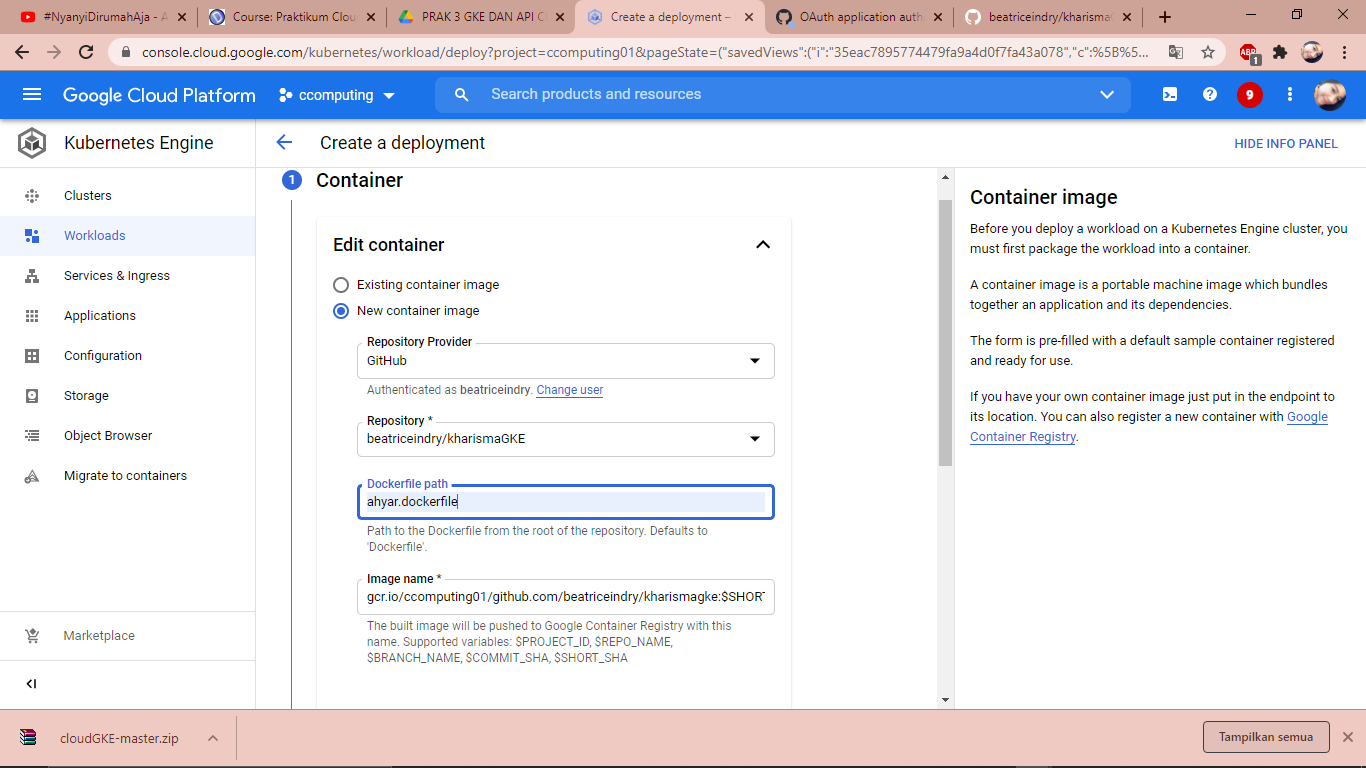 #NyanyiDirumahAja - A
Course: Praktikum Clou
PRAK 3 GKE DAN API C
Create a deployment –
OAuth application auth
beatriceindry/kharisma
console.cloud.google.com/kubernetes/workload/deploy?project=ccomputing01&pageState=("savedViews":("i":"35eac7895774479fa9a4d0f7fa43a078","c":%5B%5...
ABP
1
Google Cloud Platform
ccomputing
Search products and resources
9
Kubernetes Engine
Create a deployment
HIDE INFO PANEL
Clusters
Workloads
Services & Ingress
Applications
Configuration
Storage
Object Browser
Migrate to containers
Marketplace
1
Container
Edit container
Existing container image
New container image
Repository Provider
GitHub
Authenticated as beatriceindry. Change user
Repository *
beatriceindry/kharismaGKE
Dockerfile path
ahyar.dockerfile
Path to the Dockerfile from the root of the repository. Defaults to
'Dockerfile'.
Image name *
gcr.io/ccomputing01/github.com/beatriceindry/kharismagke:$SHORT
The built image will be pushed to Google Container Registry with this
name. Supported variables: $PROJECT_ID, $REPO_NAME,
$BRANCH_NAME, $COMMIT_SHA, $SHORT_SHA
Container image
Before you deploy a workload on a Kubernetes Engine cluster, you
must first package the workload into a container.
A container image is a portable machine image which bundles
together an application and its dependencies.
The form is pre-filled with a default sample container registered
and ready for use.
If you have your own container image just put in the endpoint to
its location. You can also register a new container with Google
Container Registry.
cloudGKE-master.zip
Tampilkan semua